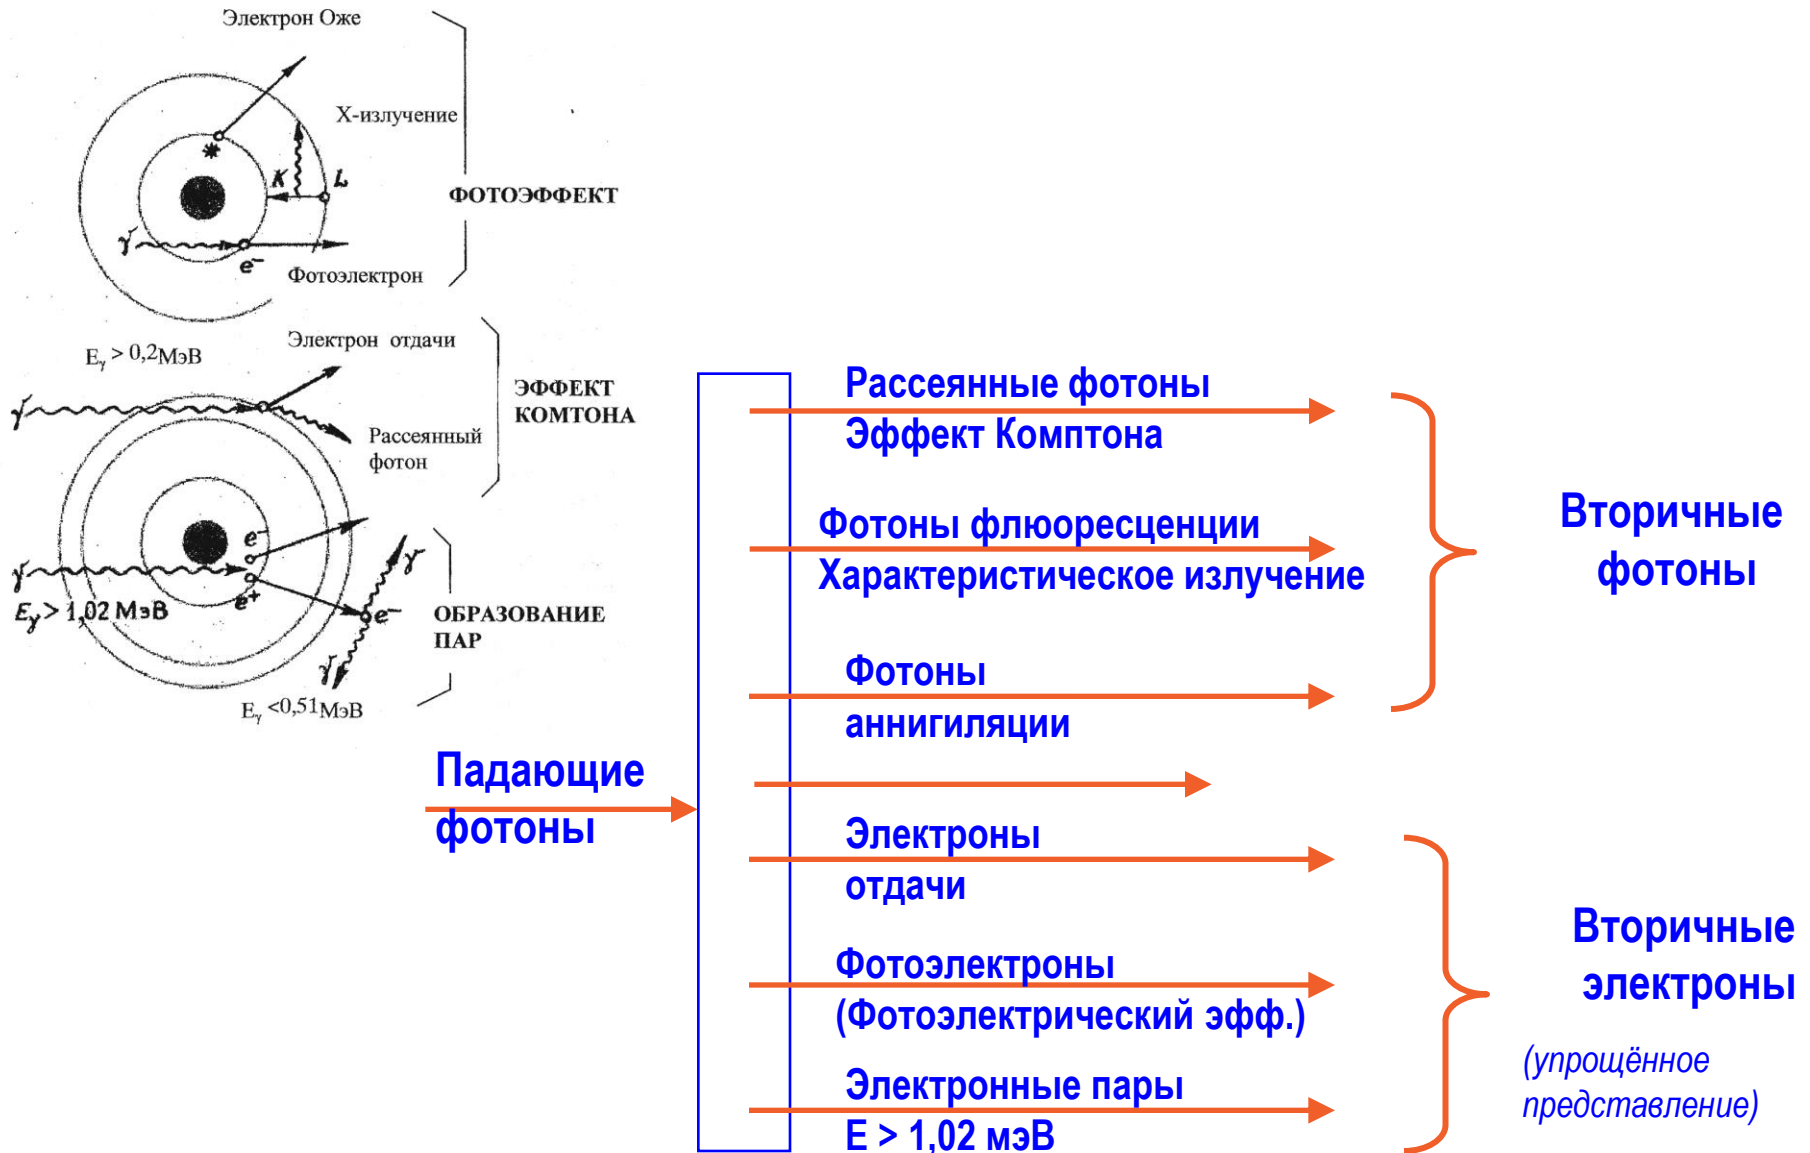 Электрон Оже
Х-излучение
K
L
ФОТОЭФФЕКТ
γ
e⁻
Фотоэлектрон
Электрон отдачи
Eγ > 0,2МэВ
ЭФФЕКТ
КОМТОНА
γ
Рассеянный
фотон
e⁻
γ
γ
Eγ > 1,02 МэВ
e⁺
e⁻
ОБРАЗОВАНИЕ
ПАР
γ
Eγ <0,51МэВ
Падающие
фотоны
Рассеянные фотоны
Эффект Комптона
Фотоны флюоресценции
Характеристическое излучение
Фотоны
аннигиляции
Вторичные
фотоны
Электроны
отдачи
Фотоэлектроны
(Фотоэлектрический эфф.)
Электронные пары
Е > 1,02 мэВ
Вторичные
электроны
(упрощённое
представление)